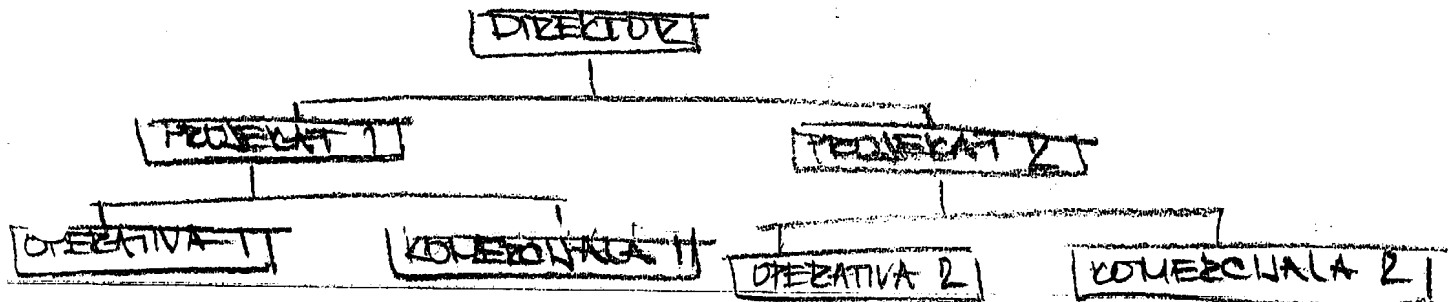 DIREKTOR
PROJEKAT 1
PROJEKAT 2
OPERATIVA 1
KOMERCIJALA 1
OPERATIVA 2
KOMERCIJALA 2